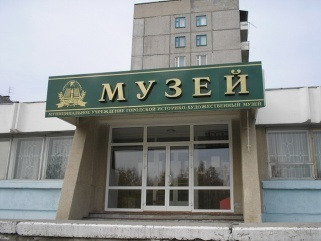 МУЗЕЙ
МУНИЦИПАЛЬНОЕ УЧРЕЖДЕНИЕ ГОРОДСКОЙ ИСТОРИКО-ХУДОЖЕСТВЕННЫЙ МУЗЕЙ